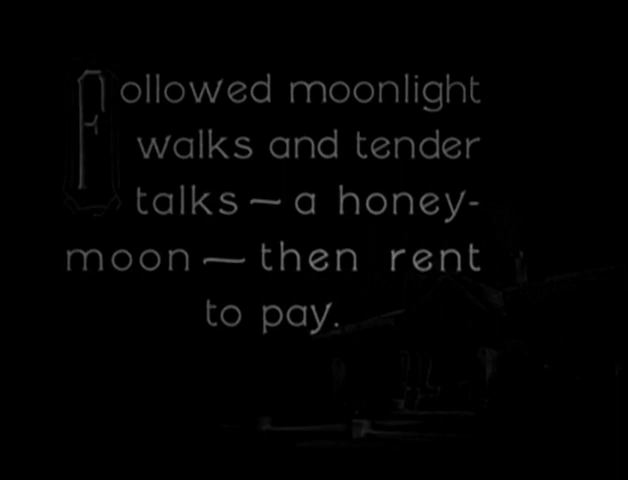 Followed moonlight
walks and tender
talks — a honey-
moon — then rent
to pay.